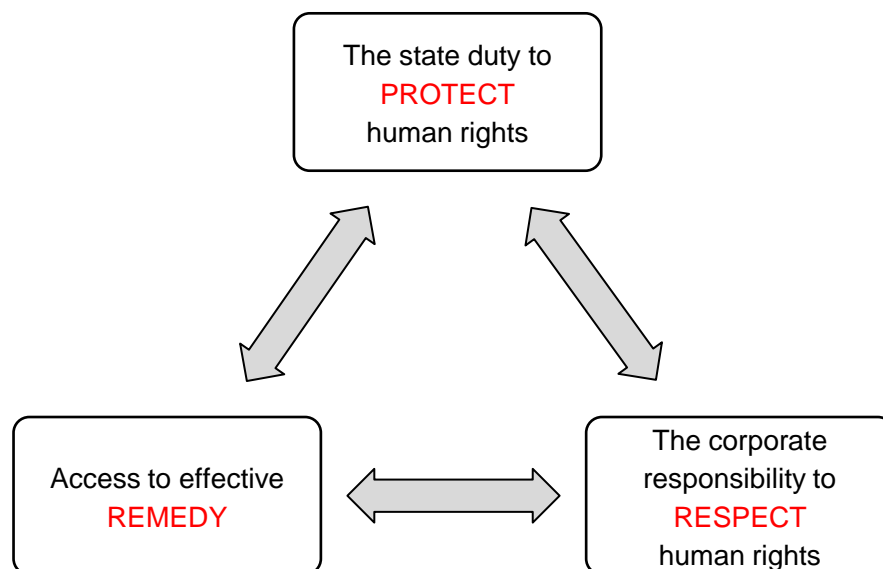 The state duty to
PROTECT
human rights
Access to effective
REMEDY
The corporate
responsibility to
RESPECT
human rights